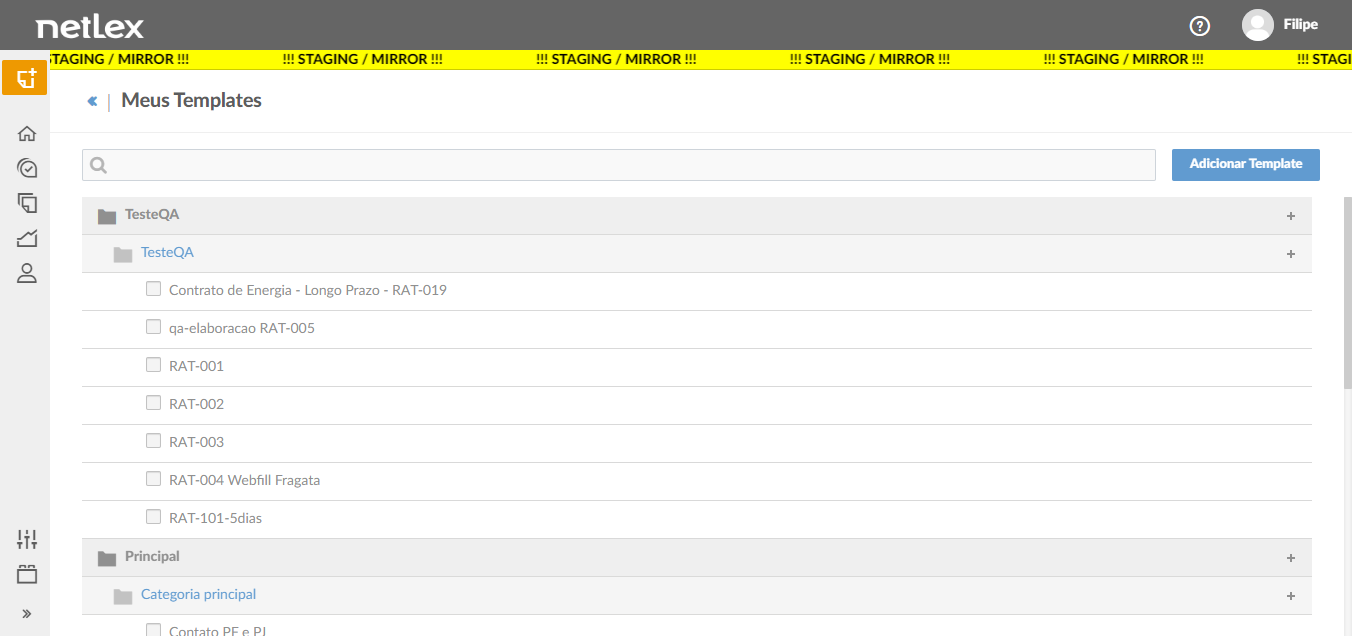 netlex
Filipe
STAGING / MIRROR !!! !!! STAGING / MIRROR !!! !!! STAGING / MIRROR !!! !!! STAGING / MIRROR !!! !!! STAGING / MIRROR !!! !!! STAGI
Meus Templates
Adicionar Template
TesteQA
TesteQA
Contrato de Energia - Longo Prazo - RAT-019
qa-elaboracao RAT-005
RAT-001
RAT-002
RAT-003
RAT-004 Webfill Fragata
RAT-101-5dias
Principal
Categoria principal
Contato PF e PJ